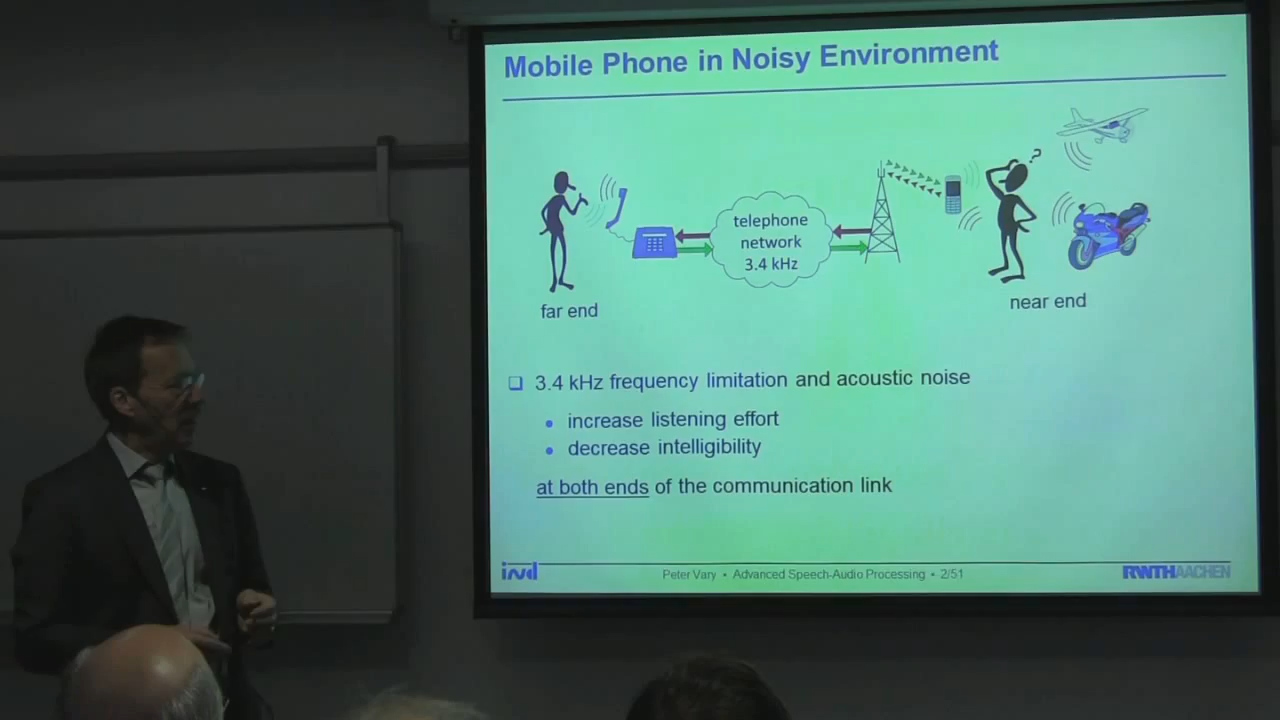 Mobile Phone in Noisy Environment
?
telephone
network
3.4 kHz
far end
near end
❑ 3.4 kHz frequency limitation and acoustic noise
• increase listening effort
• decrease intelligibility
at both ends of the communication link
ind
Peter Vary • Advanced Speech-Audio Processing • 2/51
RWTHAACHEN